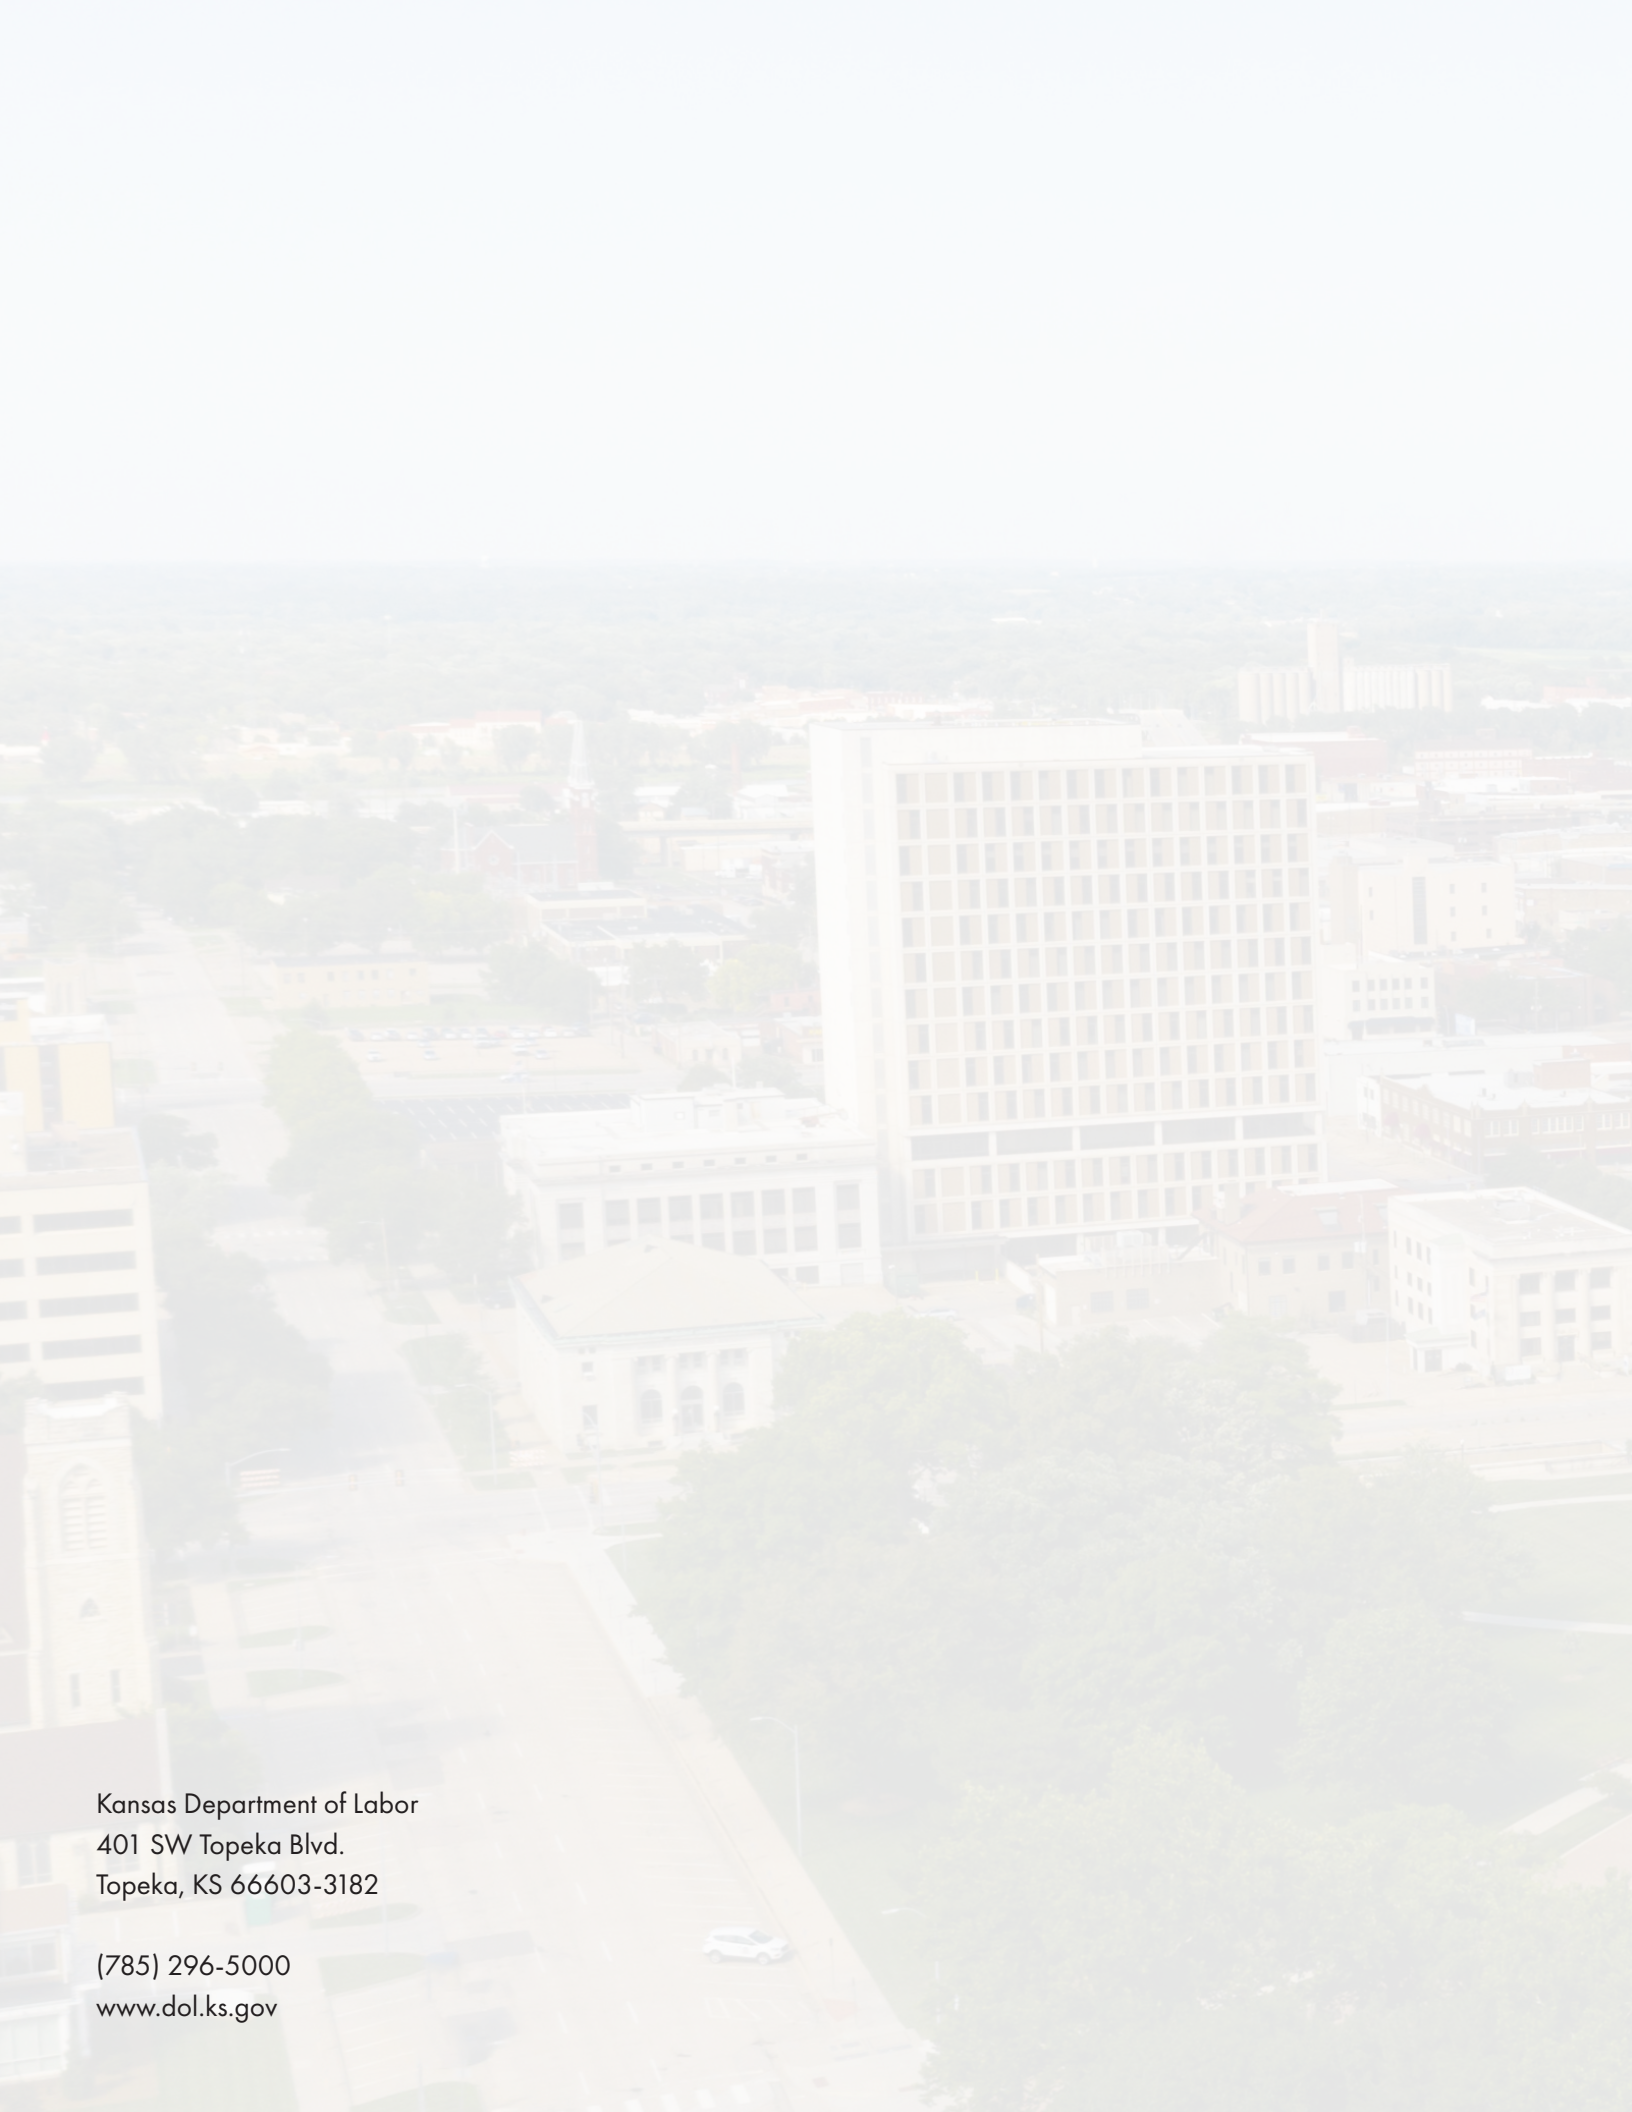 Kansas Department of Labor
401 SW Topeka Blvd.
Topeka, KS 66603-3182
(785) 296-5000
www.dol.ks.gov